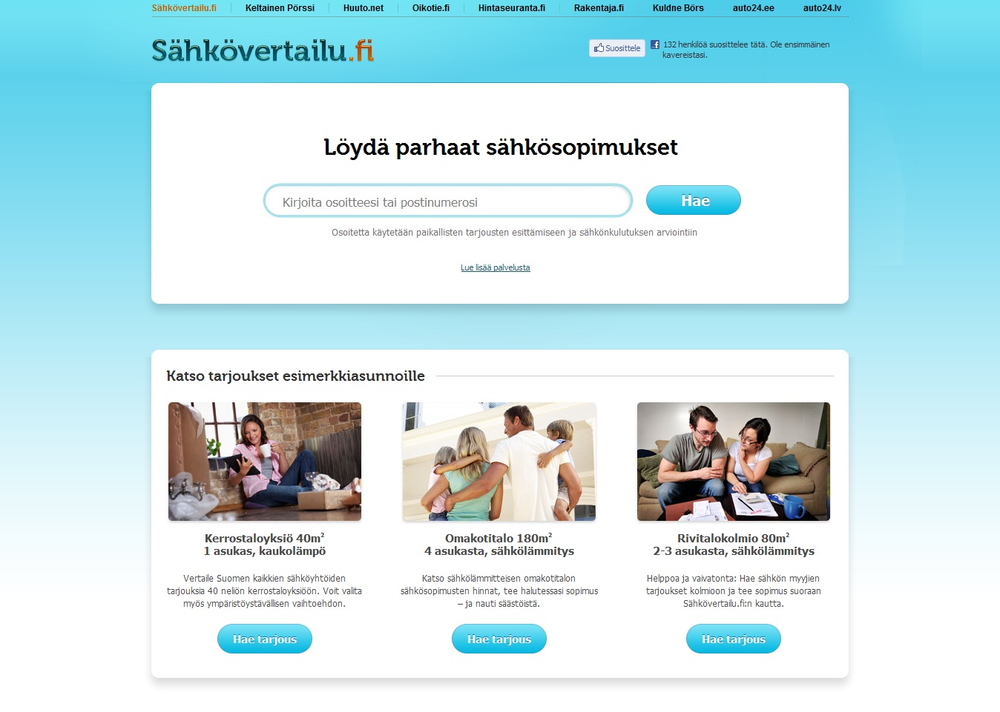 Sähkövertailu.fi Keltainen Pörssi Huuto.net Oikotie.fi Hintaseuranta.fi Rakentaja.fi Kuldne Börs auto24.ee auto24.lv
Sähkövertailu.fi
Suosittele
132 henkilöä suosittelee tätä. Ole ensimmäinen
kavereistasi.
Löydä parhaat sähkösopimukset
Kirjoita osoitteesi tai postinumerosi
Hae
Osoitetta käytetään paikallisten tarjousten esittämiseen ja sähkönkulutuksen arviointiin
Lue lisää palvelusta
Katso tarjoukset esimerkkiasunnoille
Kerrostaloyksiö 40m²
1 asukas, kaukolämpö
Vertaile Suomen kaikkien sähköyhtöiden
tarjouksia 40 neliön kerrostaloyksiöön. Voit valita
myös ympäristöystävällisen vaihtoehdon.
Hae tarjous
Omakotitalo 180m²
4 asukasta, sähkölämmitys
Katso sähkölämmitteisen omakotitalon
sähkösopimusten hinnat, tee halutessasi sopimus
– ja nauti säästöistä.
Hae tarjous
Rivitalokolmio 80m²
2-3 asukasta, sähkölämmitys
Helppoa ja vaivatonta: Hae sähkön myyjien
tarjoukset kolmioon ja tee sopimus suoraan
Sähkövertailu.fi:n kautta.
Hae tarjous